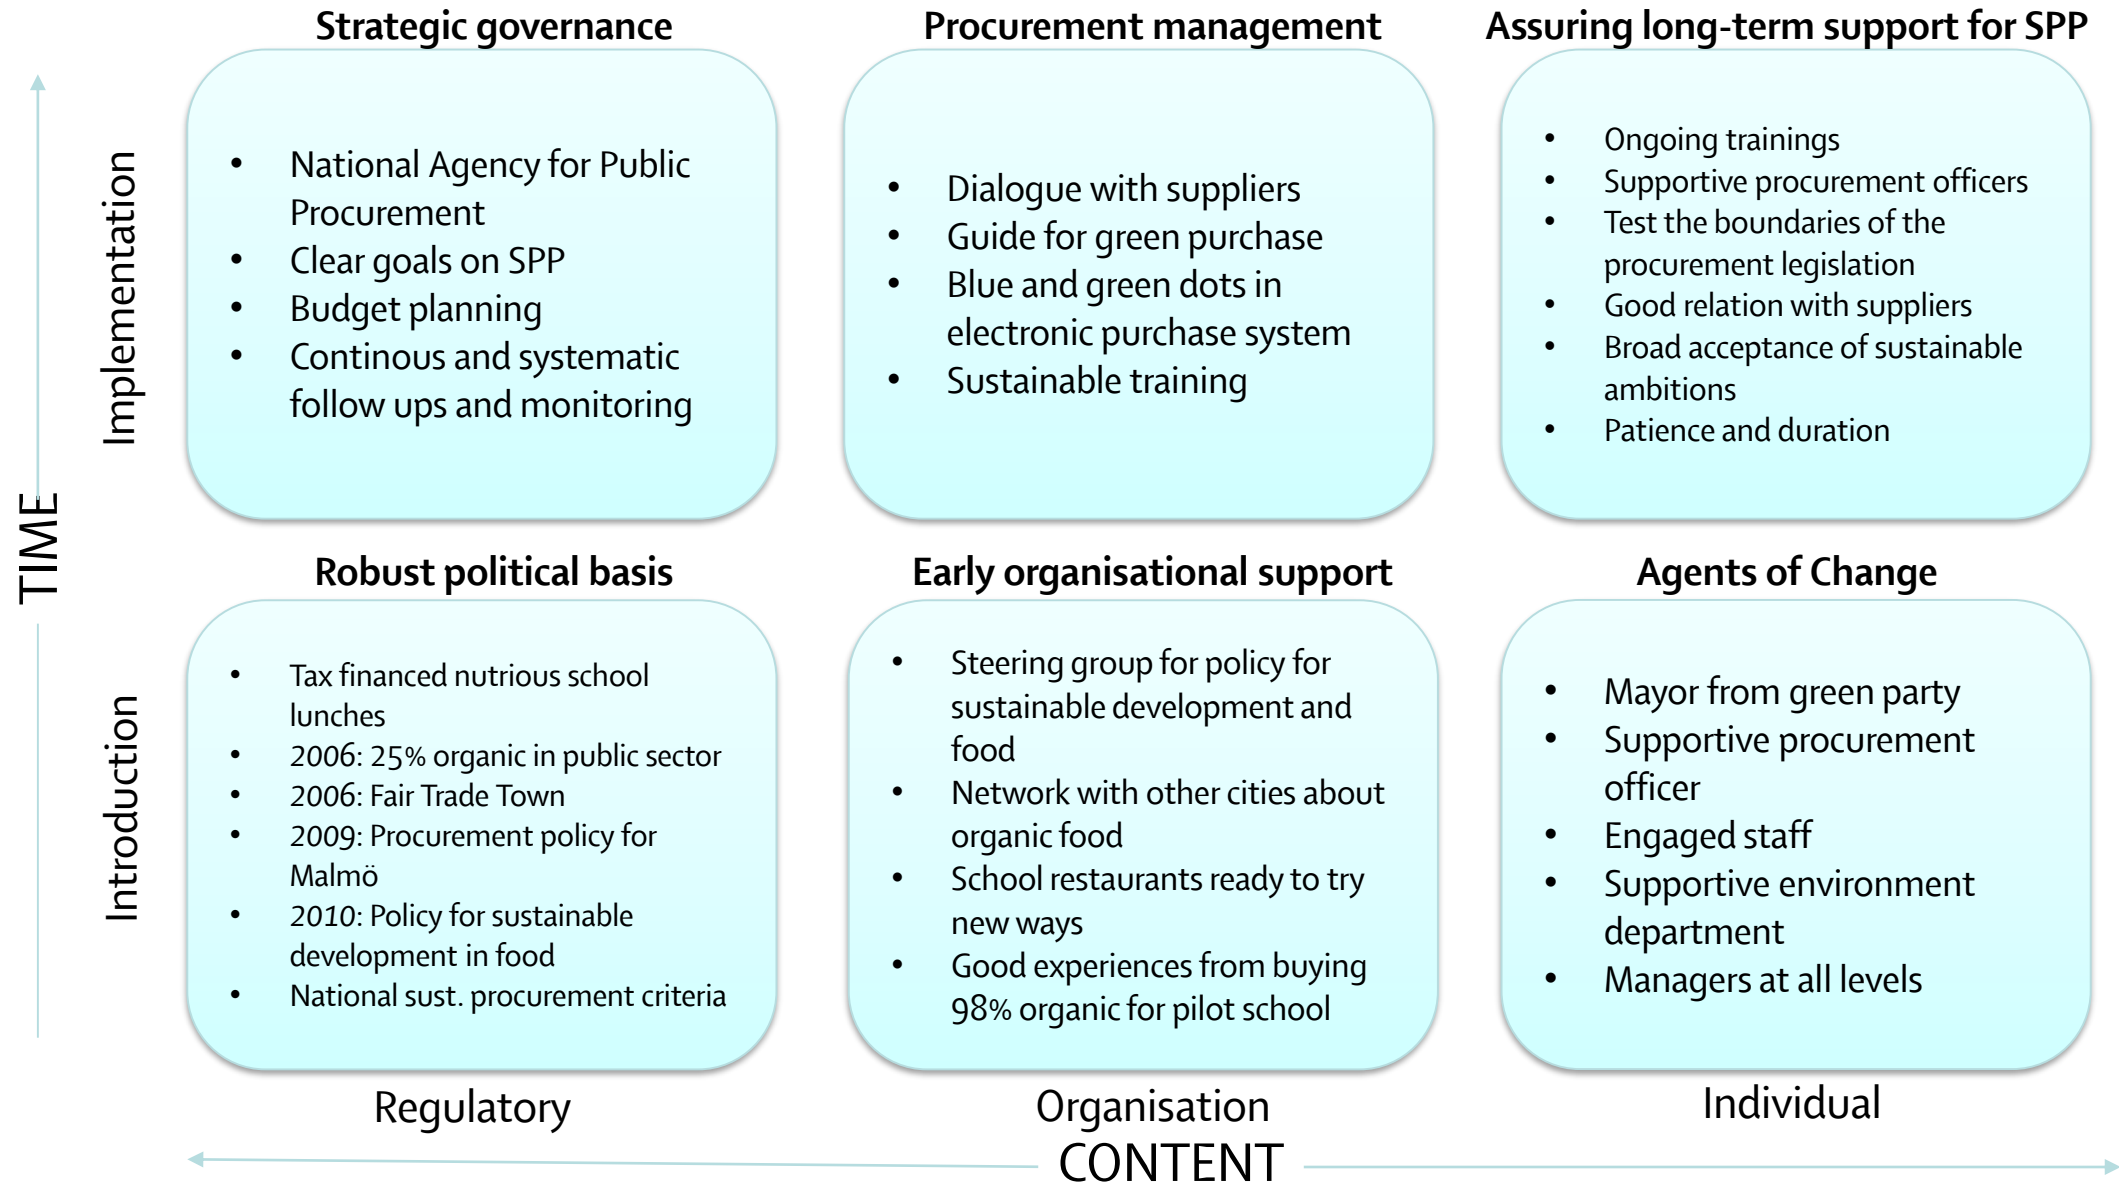 Strategic governance
• National Agency for Public
Procurement
• Clear goals on SPP
• Budget planning
• Continous and systematic
follow ups and monitoring
Procurement management
• Dialogue with suppliers
• Guide for green purchase
• Blue and green dots in
electronic purchase system
• Sustainable training
Assuring long-term support for SPP
• Ongoing trainings
• Supportive procurement officers
• Test the boundaries of the
procurement legislation
• Good relation with suppliers
• Broad acceptance of sustainable
ambitions
• Patience and duration
Implementation
TIME
Robust political basis
• Tax financed nutrious school
lunches
• 2006: 25% organic in public sector
• 2006: Fair Trade Town
• 2009: Procurement policy for
Malmö
• 2010: Policy for sustainable
development in food
• National sust. procurement criteria
Early organisational support
• Steering group for policy for
sustainable development and
food
• Network with other cities about
organic food
• School restaurants ready to try
new ways
• Good experiences from buying
98% organic for pilot school
Agents of Change
• Mayor from green party
• Supportive procurement
officer
• Engaged staff
• Supportive environment
department
• Managers at all levels
Introduction
Regulatory
Organisation
Individual
CONTENT